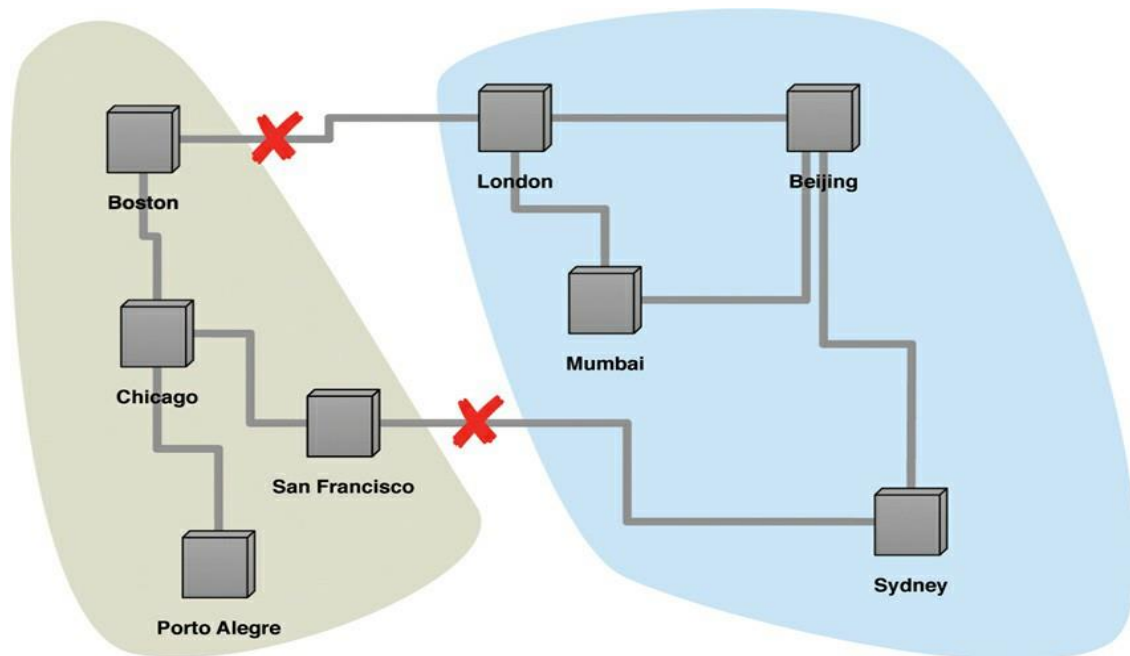 London
Beijing
Boston
Mumbai
Chicago
San Francisco
Sydney
Porto Alegre